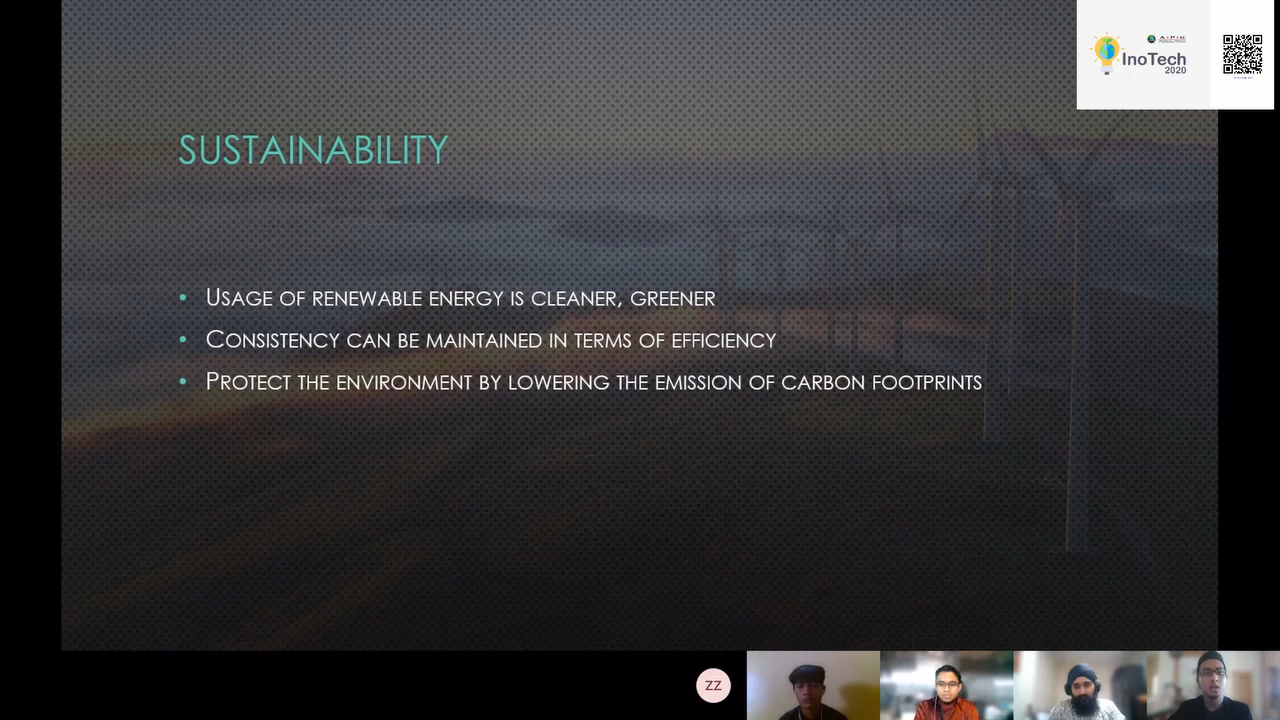 InoTech
2020
SUSTAINABILITY
• USAGE OF RENEWABLE ENERGY IS CLEANER, GREENER
• CONSISTENCY CAN BE MAINTAINED IN TERMS OF EFFICIENCY
• PROTECT THE ENVIRONMENT BY LOWERING THE EMISSION OF CARBON FOOTPRINTS
ZZ